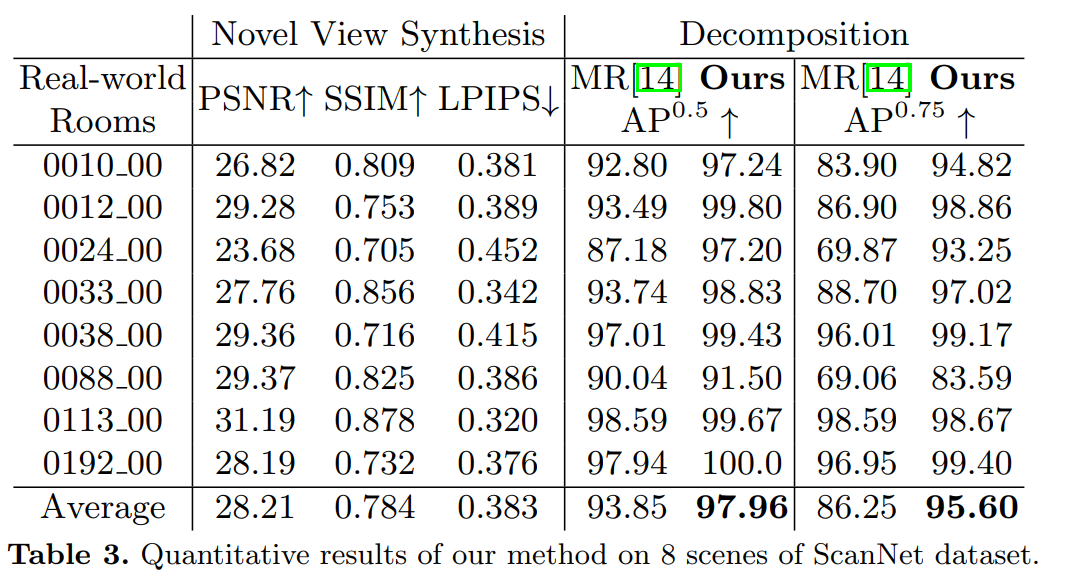 Novel View Synthesis Decomposition
Real-world Rooms PSNR↑ SSIM↑ LPIPS↓ MR[14] Ours AP^0.5 ↑ MR[14] Ours AP^0.75 ↑
0010_00 26.82 0.809 0.381 92.80 97.24 83.90 94.82
0012_00 29.28 0.753 0.389 93.49 99.80 86.90 98.86
0024_00 23.68 0.705 0.452 87.18 97.20 69.87 93.25
0033_00 27.76 0.856 0.342 93.74 98.83 88.70 97.02
0038_00 29.36 0.716 0.415 97.01 99.43 96.01 99.17
0088_00 29.37 0.825 0.386 90.04 91.50 69.06 83.59
0113_00 31.19 0.878 0.320 98.59 99.67 98.59 98.67
0192_00 28.19 0.732 0.376 97.94 100.0 96.95 99.40
Average 28.21 0.784 0.383 93.85 97.96 86.25 95.60
Table 3. Quantitative results of our method on 8 scenes of ScanNet dataset.